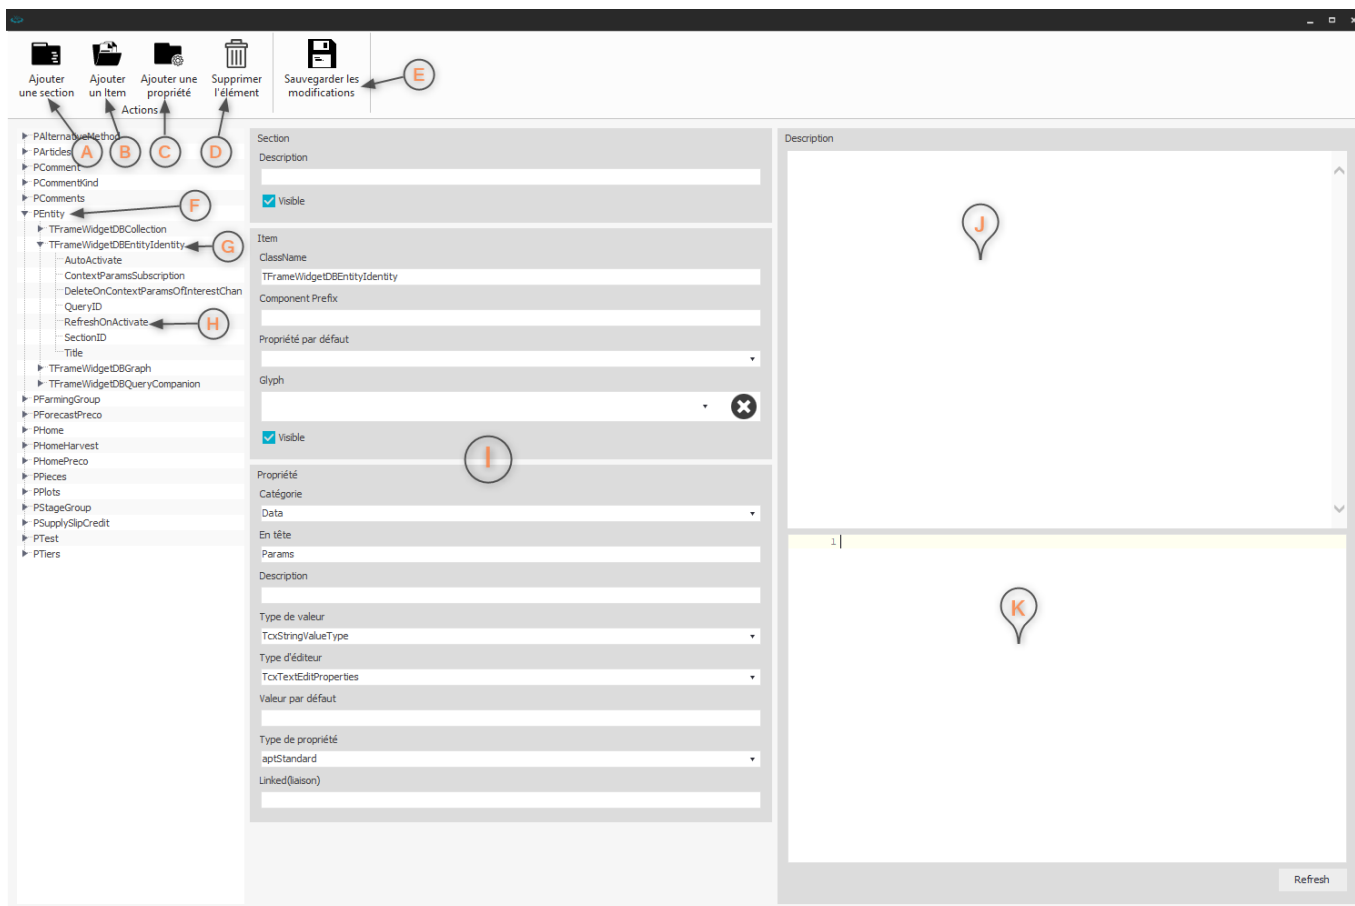 Ajouter
une section
Ajouter
un Item
Ajouter une
propriété
Supprimer
l'élément
Sauvegarder les
modifications
E
Actions
A
B
C
D
PAlternativeMethod
PArticles
PComment
PCommentKind
PComments
F
PEntity
TFrameWidgetDBCollection
TFrameWidgetDBEntityIdentity
G
AutoActivate
ContextParamsSubscription
DeleteOnContextParamsOfInterestChan
QueryID
RefreshOnActivate
H
SectionID
Title
TFrameWidgetDBGraph
TFrameWidgetDBQueryCompanion
PFarmingGroup
PForecastPreco
PHome
PHomeHarvest
PHomePreco
PPieces
PPlots
PStageGroup
PSupplySlipCredit
PTest
PTiers
Section
Description
Visible
Item
ClassName
TFrameWidgetDBEntityIdentity
Component Prefix
Propriété par défaut
Glyph
Visible
I
Propriété
Catégorie
Data
En tête
Params
Description
Type de valeur
TcxStringValueType
Type d'éditeur
TcxTextEditProperties
Valeur par défaut
Type de propriété
aptStandard
Linked(liaison)
Description
J
1
K
Refresh